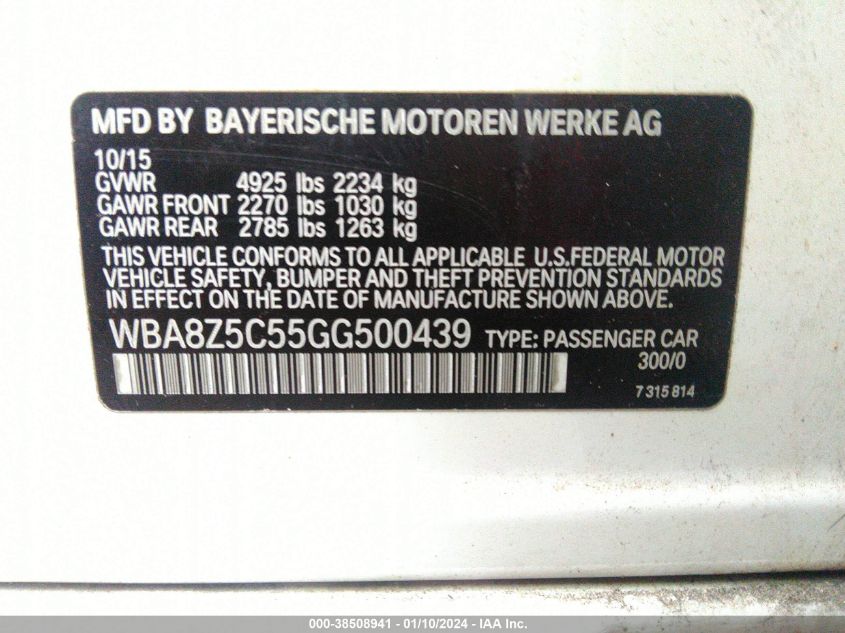 MFD BY BAYERISCHE MOTOREN WERKE AG
10/15
GVWR 4925 lbs 2234 kg
GAWR FRONT 2270 lbs 1030 kg
GAWR REAR 2785 lbs 1263 kg
THIS VEHICLE CONFORMS TO ALL APPLICABLE U.S.FEDERAL MOTOR
VEHICLE SAFETY, BUMPER AND THEFT PREVENTION STANDARDS
IN EFFECT ON THE DATE OF MANUFACTURE SHOWN ABOVE.
WBA8Z5C55GG500439 TYPE: PASSENGER CAR
300/0
7 315 814
000-38508941 - 01/10/2024 - IAA Inc.